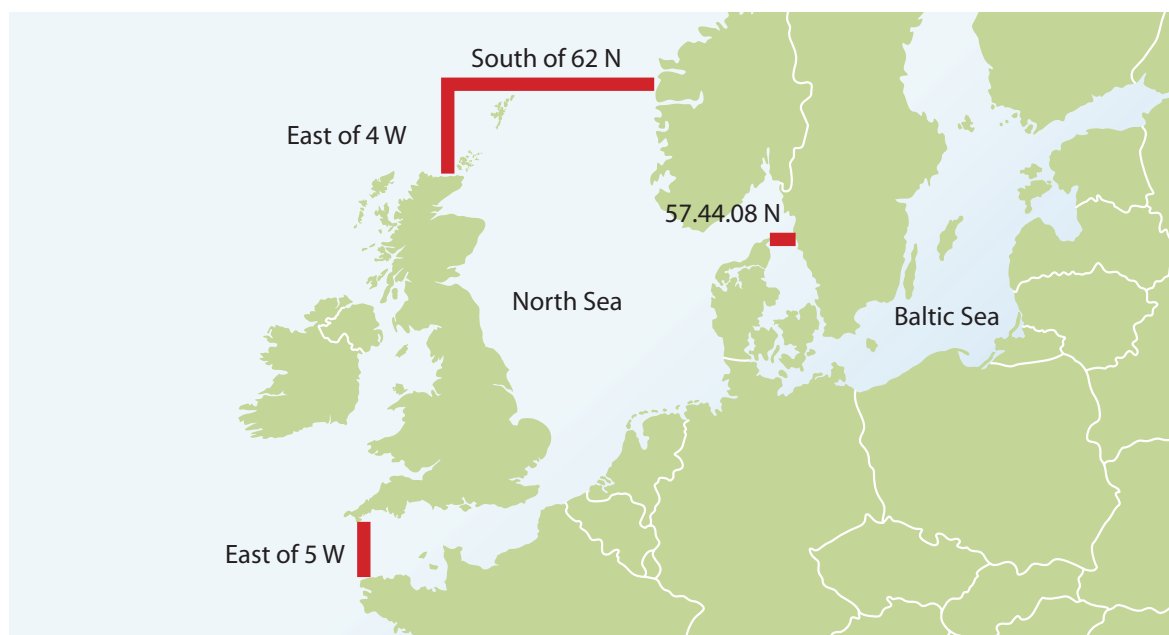 South of 62 N
East of 4 W
57.44.08 N
North Sea
Baltic Sea
East of 5 W